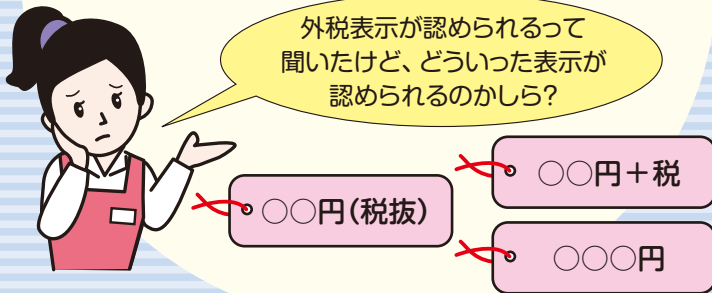 外税表示が認められるって
聞いたけど、どういった表示が
認められるのかしら?
○○円＋税
○○円(税抜)
○○○円